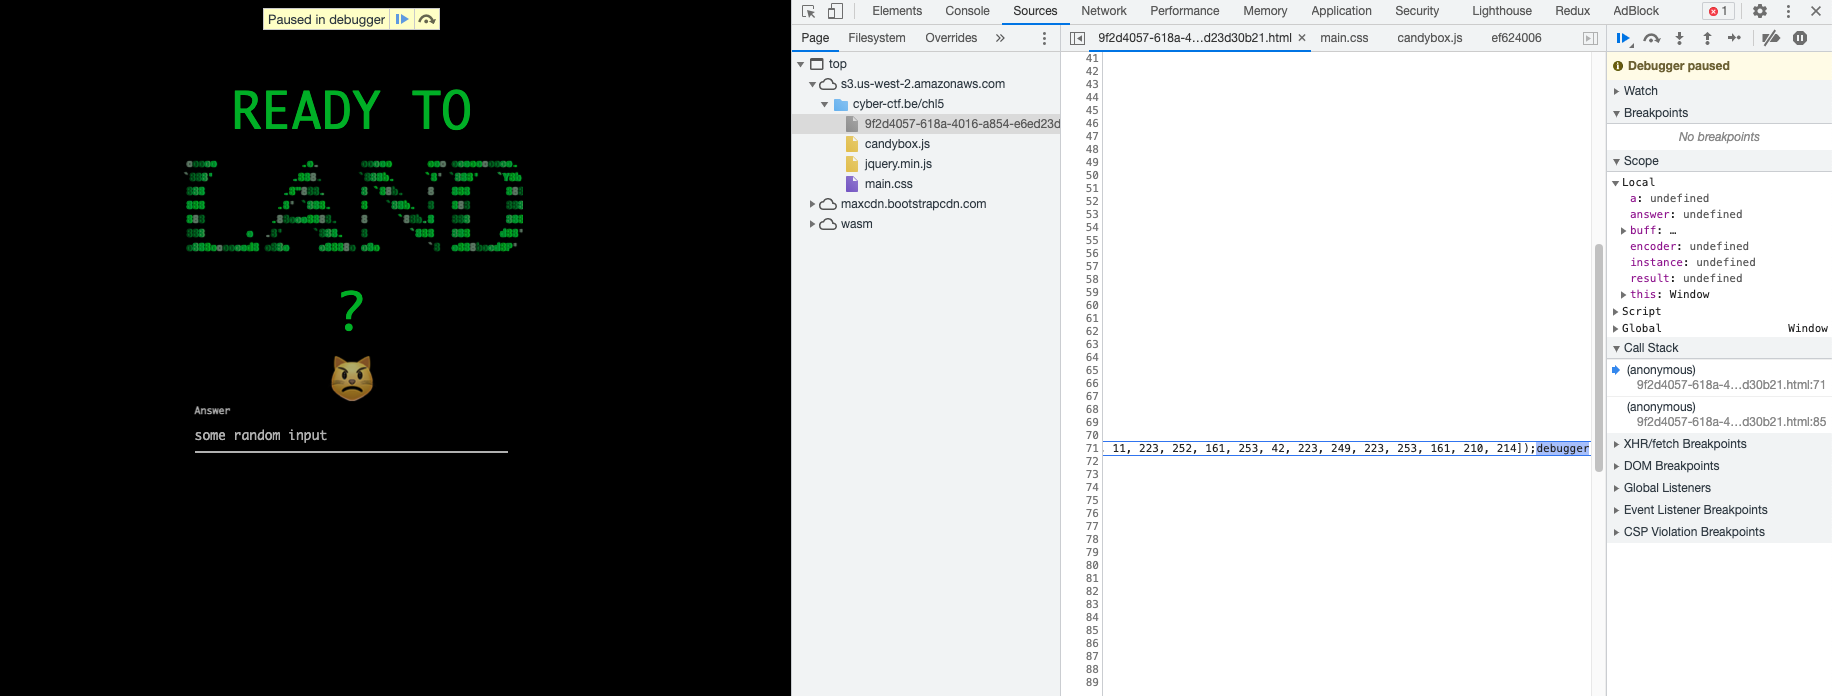 Paused in debugger
READY TO
LAND
?
Answer
some random input
Elements Console Sources Network Performance Memory Application Security Lighthouse Redux AdBlock 1
Page Filesystem Overrides »
9f2d4057-618a-4…d23d30b21.html × main.css candybox.js ef624006
top
s3.us-west-2.amazonaws.com
cyber-ctf.be/chl5
9f2d4057-618a-4016-a854-e6ed23d
candybox.js
jquery.min.js
main.css
maxcdn.bootstrapcdn.com
wasm
41
42
43
44
45
46
47
48
49
50
51
52
53
54
55
56
57
58
59
60
61
62
63
64
65
66
67
68
69
70
71 11, 223, 252, 161, 253, 42, 223, 249, 223, 253, 161, 210, 214]);debugger
72
73
74
75
76
77
78
79
80
81
82
83
84
85
86
87
88
89
Debugger paused
Watch
Breakpoints
No breakpoints
Scope
Local
a: undefined
answer: undefined
buff: …
encoder: undefined
instance: undefined
result: undefined
this: Window
Script
Global Window
Call Stack
(anonymous)
9f2d4057-618a-4…d30b21.html:71
(anonymous)
9f2d4057-618a-4…d30b21.html:85
XHR/fetch Breakpoints
DOM Breakpoints
Global Listeners
Event Listener Breakpoints
CSP Violation Breakpoints